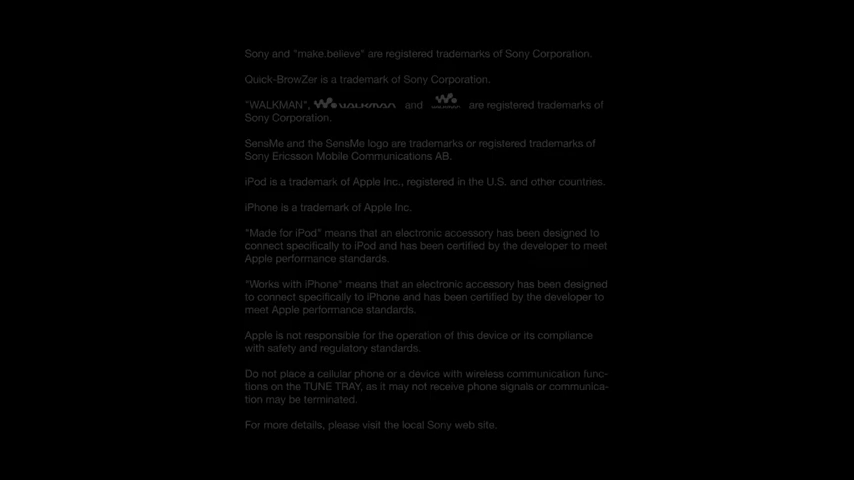 Sony and "make.believe" are registered trademarks of Sony Corporation.
Quick-BrowZer is a trademark of Sony Corporation.
"WALKMAN", WALKMAN and WALKMAN are registered trademarks of
Sony Corporation.
SensMe and the SensMe logo are trademarks or registered trademarks of
Sony Ericsson Mobile Communications AB.
iPod is a trademark of Apple Inc., registered in the U.S. and other countries.
iPhone is a trademark of Apple Inc.
"Made for iPod" means that an electronic accessory has been designed to
connect specifically to iPod and has been certified by the developer to meet
Apple performance standards.
"Works with iPhone" means that an electronic accessory has been designed
to connect specifically to iPhone and has been certified by the developer to
meet Apple performance standards.
Apple is not responsible for the operation of this device or its compliance
with safety and regulatory standards.
Do not place a cellular phone or a device with wireless communication func-
tions on the TUNE TRAY, as it may not receive phone signals or communica-
tion may be terminated.
For more details, please visit the local Sony web site.